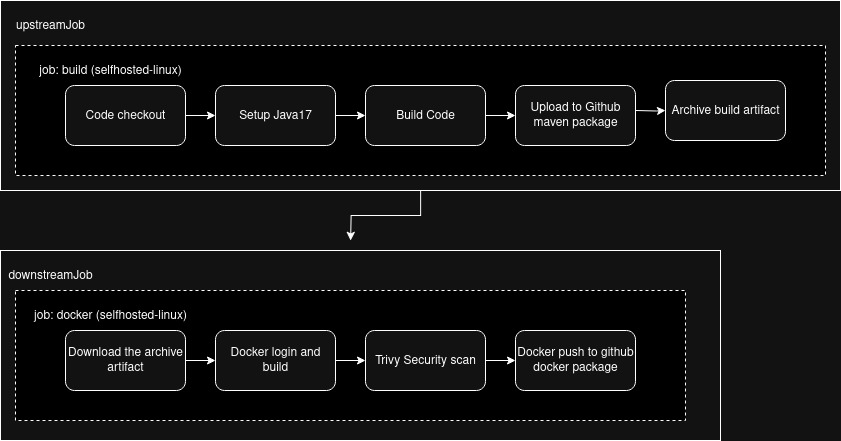 upstreamJob
job: build (selfhosted-linux)
Code checkout
Setup Java17
Build Code
Upload to Github
maven package
Archive build artifact
downstreamJob
job: docker (selfhosted-linux)
Download the archive
artifact
Docker login and
build
Trivy Security scan
Docker push to github
docker package